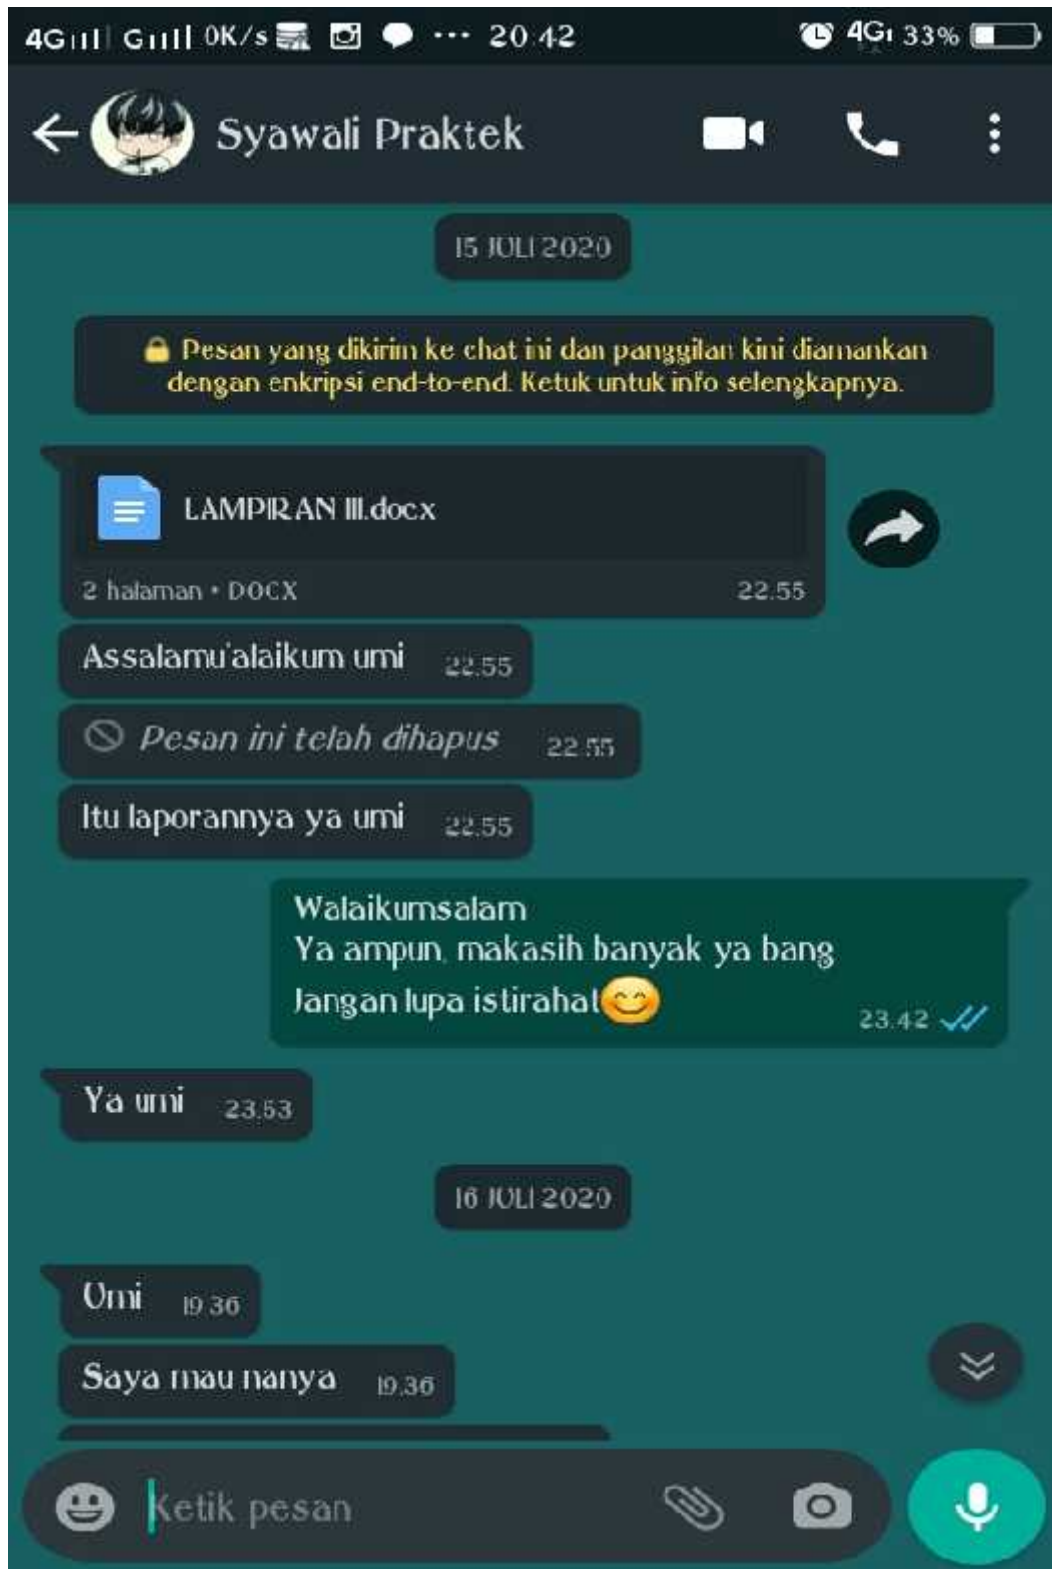 4G G 0K/s ··· 20.42 4G 33%
Syawali Praktek
15 JULI 2020
Pesan yang dikirim ke chat ini dan panggilan kini diamankan
dengan enkripsi end-to-end. Ketuk untuk info selengkapnya.
LAMPIRAN III.docx
2 halaman • DOCX 22.55
Assalamu'alaikum umi 22.55
Pesan ini telah dihapus 22.55
Itu laporannya ya umi 22.55
Walaikumsalam
Ya ampun, makasih banyak ya bang
Jangan lupa istirahat😊 23.42
Ya umi 23.53
16 JULI 2020
Umi 19.36
Saya mau nanya 19.36
Ketik pesan